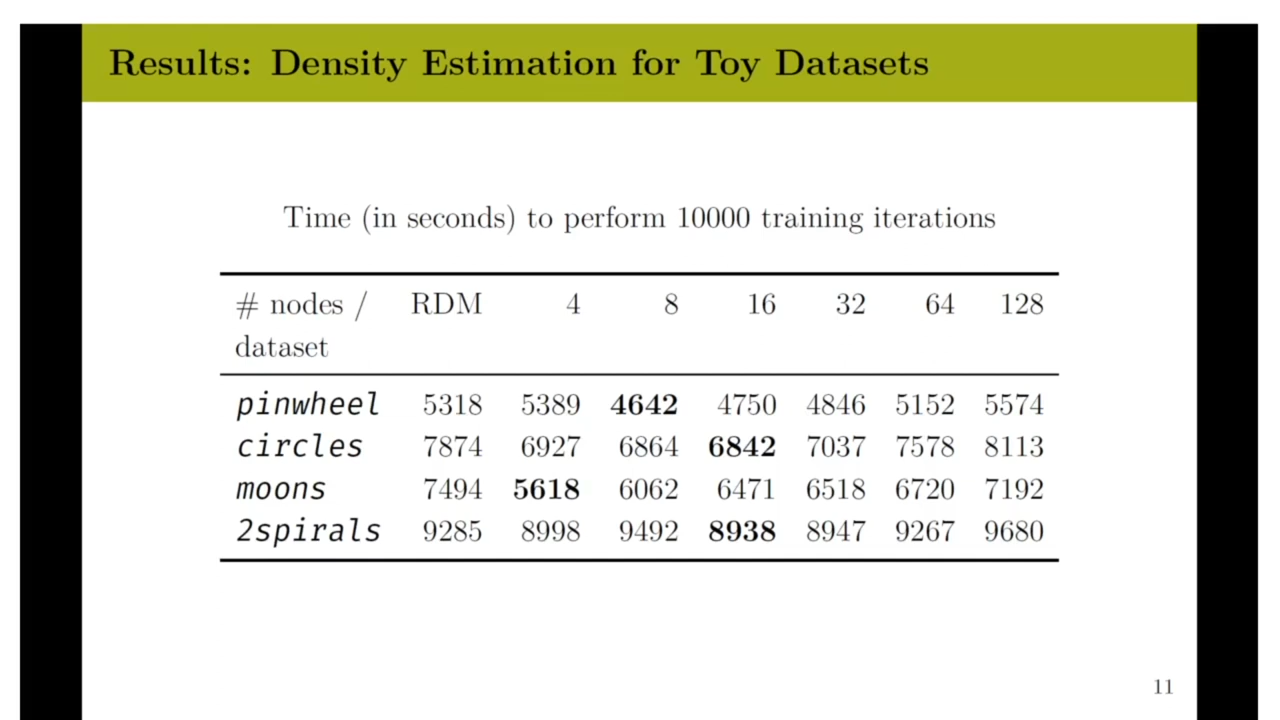 Results: Density Estimation for Toy Datasets
Time (in seconds) to perform 10000 training iterations
# nodes / RDM 4 8 16 32 64 128
dataset
pinwheel 5318 5389 4642 4750 4846 5152 5574
circles 7874 6927 6864 6842 7037 7578 8113
moons 7494 5618 6062 6471 6518 6720 7192
2spirals 9285 8998 9492 8938 8947 9267 9680
11